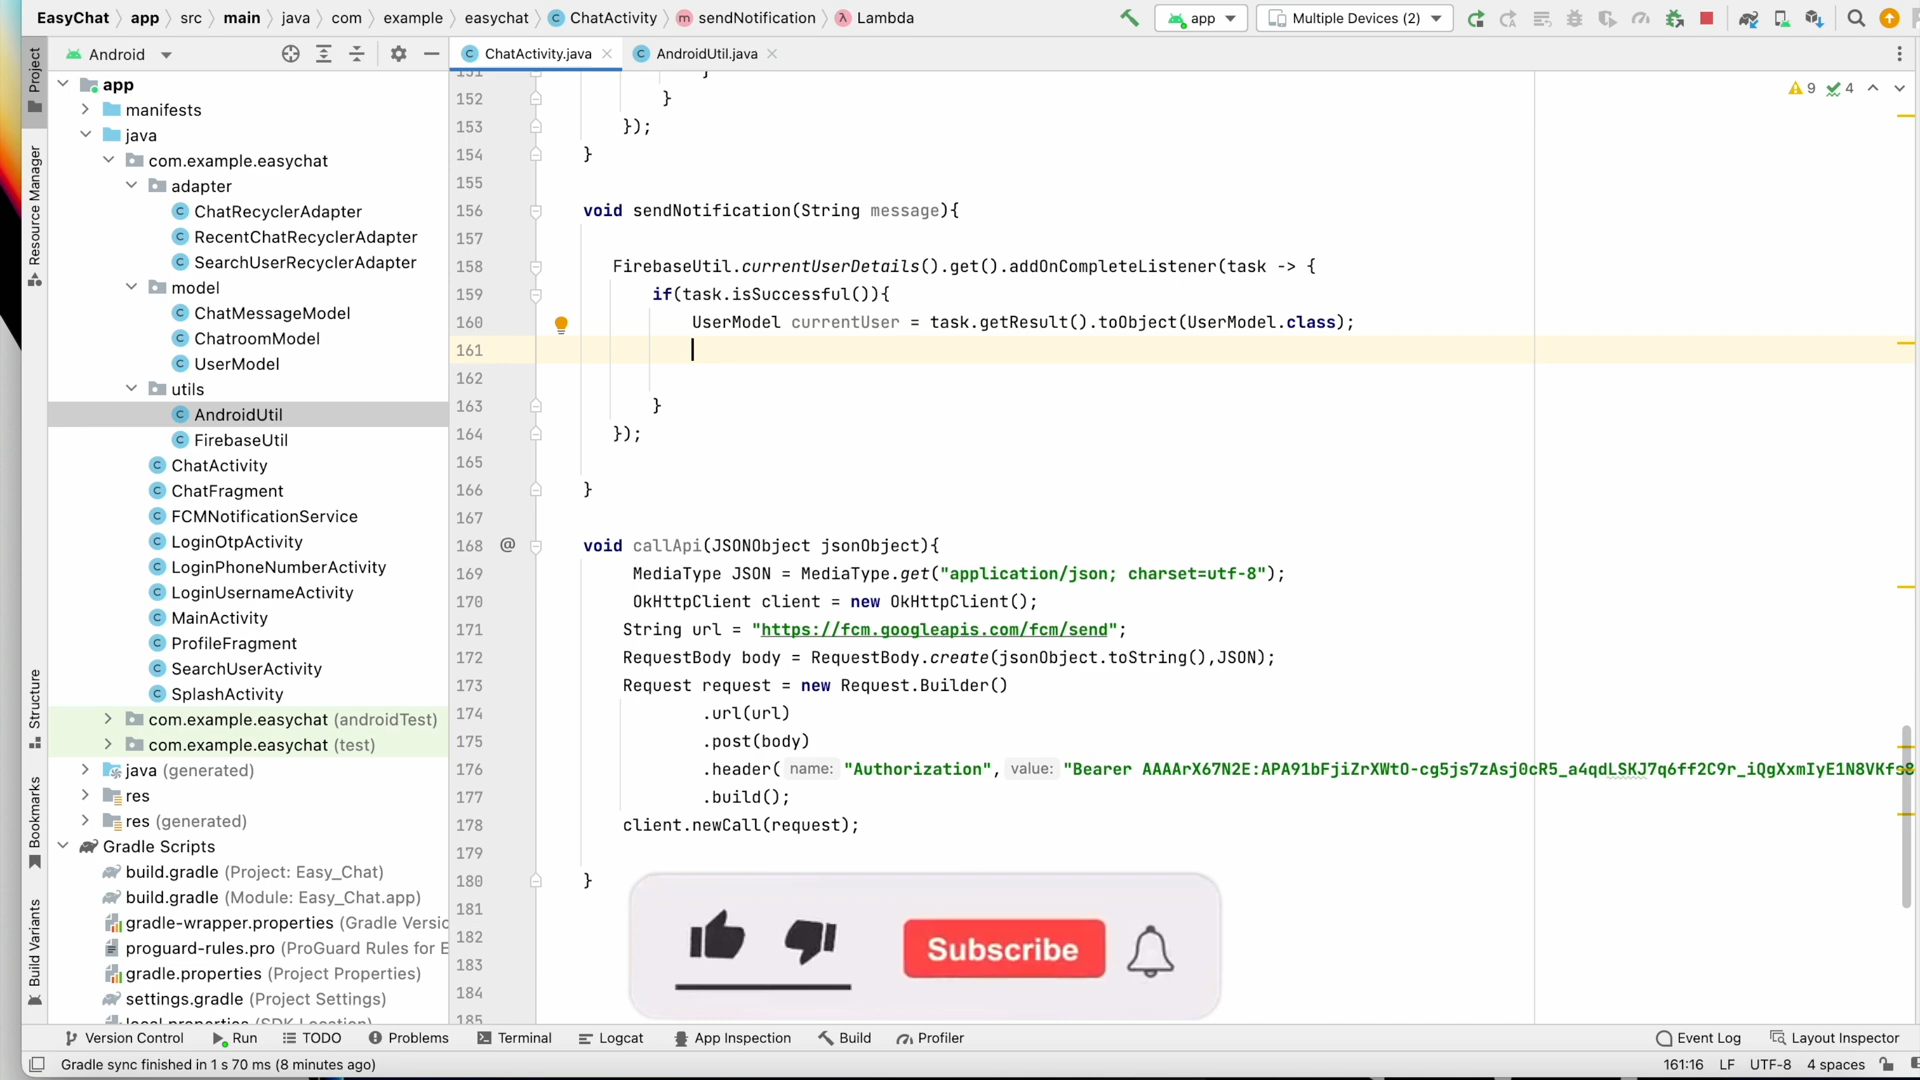 EasyChat app src main java com example easychat ChatActivity sendNotification Lambda
app Multiple Devices (2)
Android
ChatActivity.java AndroidUtil.java
Project
Resource Manager
Structure
Bookmarks
Build Variants
app
manifests
java
com.example.easychat
adapter
ChatRecyclerAdapter
RecentChatRecyclerAdapter
SearchUserRecyclerAdapter
model
ChatMessageModel
ChatroomModel
UserModel
utils
AndroidUtil
FirebaseUtil
ChatActivity
ChatFragment
FCMNotificationService
LoginOtpActivity
LoginPhoneNumberActivity
LoginUsernameActivity
MainActivity
ProfileFragment
SearchUserActivity
SplashActivity
com.example.easychat (androidTest)
com.example.easychat (test)
java (generated)
res
res (generated)
Gradle Scripts
build.gradle (Project: Easy_Chat)
build.gradle (Module: Easy_Chat.app)
gradle-wrapper.properties (Gradle Versio
proguard-rules.pro (ProGuard Rules for E
gradle.properties (Project Properties)
settings.gradle (Project Settings)
local.properties (SDK Location)
9 4
151 }
152 }
153 });
154 }
155
156 void sendNotification(String message){
157
158 FirebaseUtil.currentUserDetails().get().addOnCompleteListener(task -> {
159 if(task.isSuccessful()){
160 UserModel currentUser = task.getResult().toObject(UserModel.class);
161
162
163 }
164 });
165
166 }
167
168 @ void callApi(JSONObject jsonObject){
169 MediaType JSON = MediaType.get("application/json; charset=utf-8");
170 OkHttpClient client = new OkHttpClient();
171 String url = "https://fcm.googleapis.com/fcm/send";
172 RequestBody body = RequestBody.create(jsonObject.toString(),JSON);
173 Request request = new Request.Builder()
174 .url(url)
175 .post(body)
176 .header( name: "Authorization", value: "Bearer AAAArX67N2E:APA91bFjiZrXWtO-cg5js7zAsj0cR5_a4qdLSKJ7q6ff2C9r_iQgXxmIyE1N8VKfs8
177 .build();
178 client.newCall(request);
179
180 }
181
182
183
184
185
Subscribe
Version Control Run TODO Problems Terminal Logcat App Inspection Build Profiler Event Log Layout Inspector
Gradle sync finished in 1 s 70 ms (8 minutes ago) 161:16 LF UTF-8 4 spaces